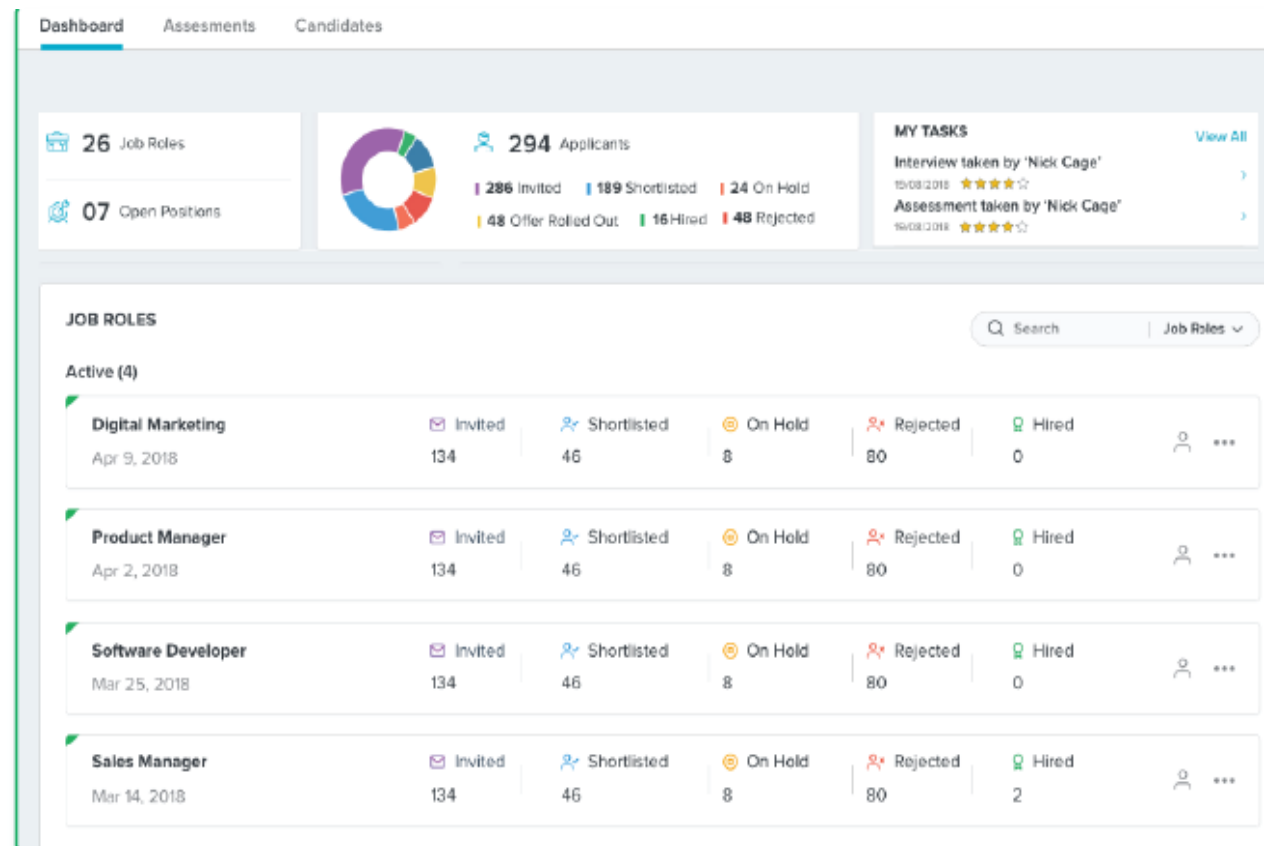 Dashboard Assesments Candidates
26 Job Roles
07 Open Positions
294 Applicants
286 Invited 189 Shortlisted 24 On Hold
48 Offer Rolled Out 16 Hired 48 Rejected
MY TASKS View All
Interview taken by 'Nick Cage'
15/08/2018
Assessment taken by 'Nick Cage'
JOB ROLES
Search Job Roles
Active (4)
Digital Marketing Invited Shortlisted On Hold Rejected Hired
Apr 9, 2018 134 46 8 80 0
Product Manager Invited Shortlisted On Hold Rejected Hired
Apr 2, 2018 134 46 8 80 0
Software Developer Invited Shortlisted On Hold Rejected Hired
Mar 25, 2018 134 46 8 80 0
Sales Manager Invited Shortlisted On Hold Rejected Hired
Mar 14, 2018 134 46 8 80 2